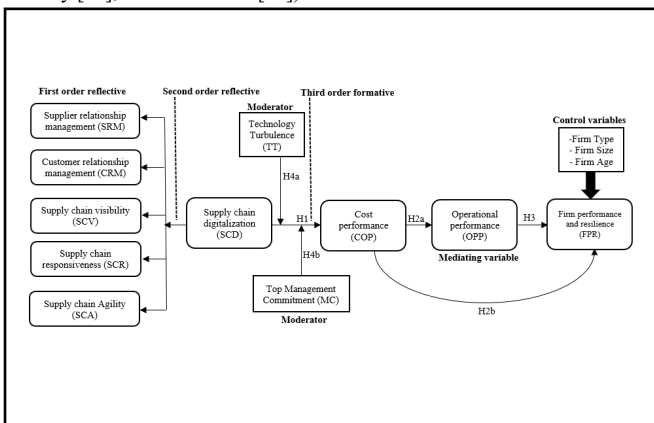 First order reflective
Second order reflective
Third order formative
Supplier relationship
management (SRM)
Customer relationship
management (CRM)
Supply chain visibility
(SCV)
Supply chain
responsiveness (SCR)
Supply chain Agility
(SCA)
Supply chain
digitalization
(SCD)
Moderator
Technology
Turbulence
(TT)
H4a
H1
H4b
Top Management
Commitment (MC)
Moderator
Cost
performance
(COP)
H2a
Operational
performance
(OPP)
Mediating variable
H3
H2b
Control variables
-Firm Type
- Firm Size
- Firm Age
Firm performance
and resilience
(FPR)